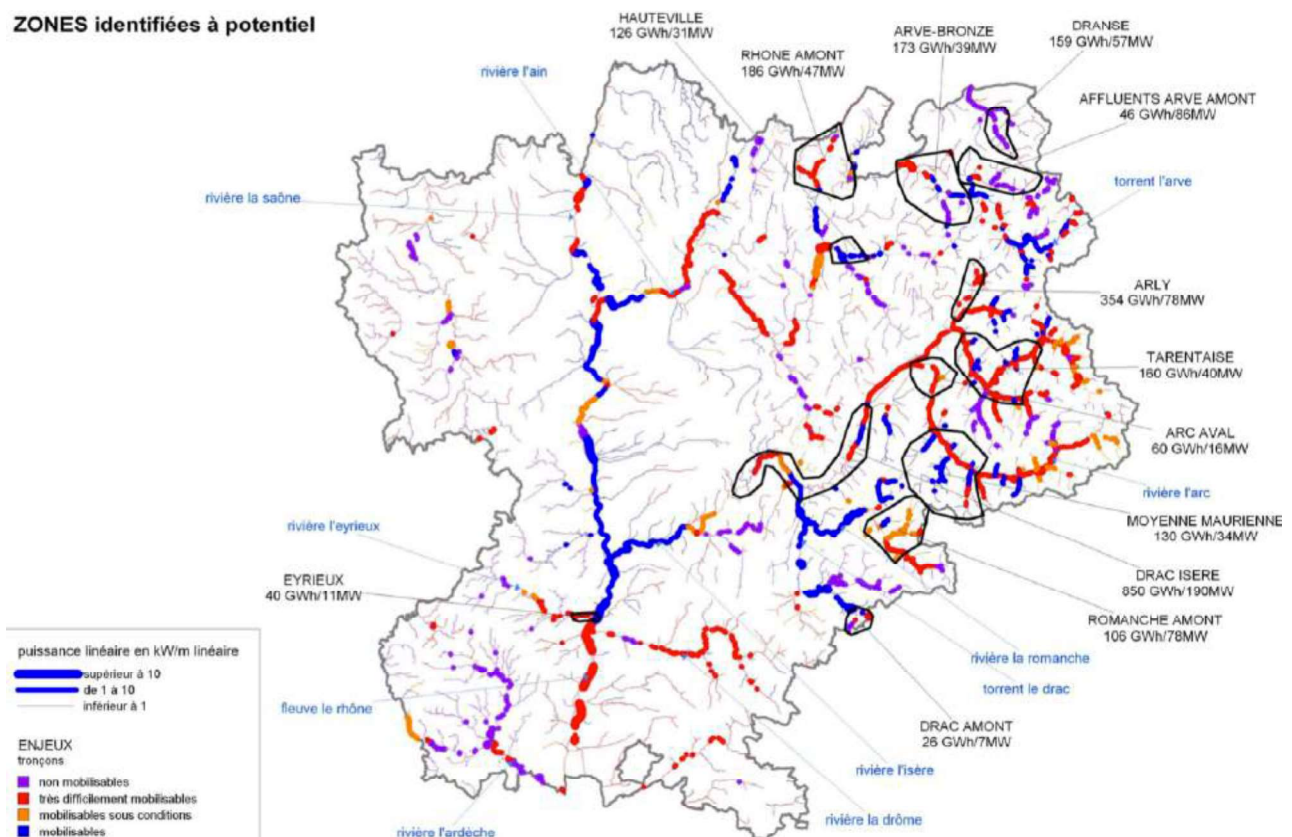 ZONES identifiées à potentiel
HAUTEVILLE
126 GWh/31MW
RHONE AMONT
186 GWh/47MW
ARVE-BRONZE
173 GWh/39MW
DRANSE
159 GWh/57MW
AFFLUENTS ARVE AMONT
46 GWh/86MW
rivière l'ain
rivière la saône
torrent l'arve
ARLY
354 GWh/78MW
TARENTAISE
160 GWh/40MW
ARC AVAL
60 GWh/16MW
rivière l'arc
MOYENNE MAURIENNE
130 GWh/34MW
DRAC ISERE
850 GWh/190MW
ROMANCHE AMONT
106 GWh/78MW
rivière la romanche
torrent le drac
DRAC AMONT
26 GWh/7MW
rivière l'isère
rivière la drôme
rivière l'eyrieux
EYRIEUX
40 GWh/11MW
fleuve le rhône
rivière l'ardèche
puissance linéaire en kW/m linéaire
supérieur à 10
de 1 à 10
inférieur à 1
ENJEUX
tronçons
non mobilisables
très difficilement mobilisables
mobilisables sous conditions
mobilisables